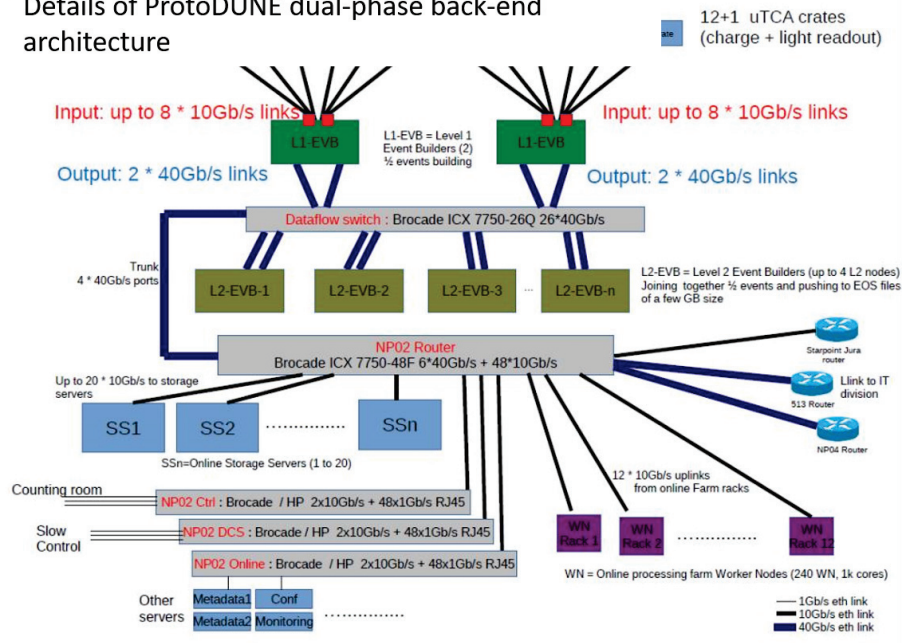 Details of ProtoDUNE dual-phase back-end
architecture
12+1 uTCA crates
(charge + light readout)
ate
Input: up to 8 * 10Gb/s links
Input: up to 8 * 10Gb/s links
L1-EVB
L1-EVB = Level 1
Event Builders (2)
½ events building
L1-EVB
Output: 2 * 40Gb/s links
Output: 2 * 40Gb/s links
Dataflow switch : Brocade ICX 7750-26Q 26*40Gb/s
Trunk
4 * 40Gb/s ports
L2-EVB-1
L2-EVB-2
L2-EVB-3
...
L2-EVB-n
L2-EVB = Level 2 Event Builders (up to 4 L2 nodes)
Joining together ½ events and pushing to EOS files
of a few GB size
NP02 Router
Brocade ICX 7750-48F 6*40Gb/s + 48*10Gb/s
Starpoint Jura
router
Llink to IT
division
513 Router
NP04 Router
Up to 20 * 10Gb/s to storage
servers
SS1
SS2
SSn
SSn=Online Storage Servers (1 to 20)
12 * 10Gb/s uplinks
from online Farm racks
Counting room
NP02 Ctrl : Brocade / HP 2x10Gb/s + 48x1Gb/s RJ45
Slow
Control
NP02 DCS : Brocade / HP 2x10Gb/s + 48x1Gb/s RJ45
NP02 Online : Brocade / HP 2x10Gb/s + 48x1Gb/s RJ45
WN
Rack 1
WN
Rack 2
WN
Rack 12
WN = Online processing farm Worker Nodes (240 WN, 1k cores)
Other
servers
Metadata1
Conf
Metadata2
Monitoring
1Gb/s eth link
10Gb/s eth link
40Gb/s eth link